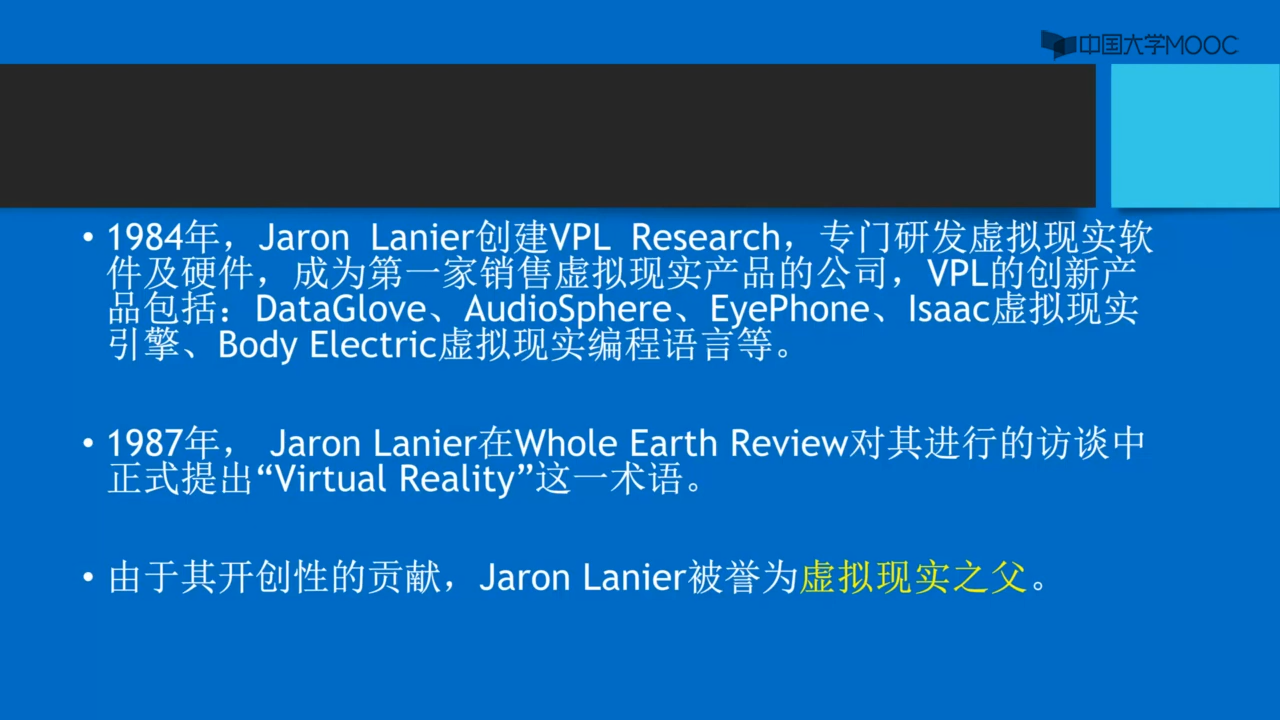 中国大学MOOC
• 1984年，Jaron Lanier创建VPL Research，专门研发虚拟现实软
件及硬件，成为第一家销售虚拟现实产品的公司，VPL的创新产
品包括：DataGlove、AudioSphere、EyePhone、Isaac虚拟现实
引擎、Body Electric虚拟现实编程语言等。
• 1987年， Jaron Lanier在Whole Earth Review对其进行的访谈中
正式提出“Virtual Reality”这一术语。
• 由于其开创性的贡献，Jaron Lanier被誉为虚拟现实之父。